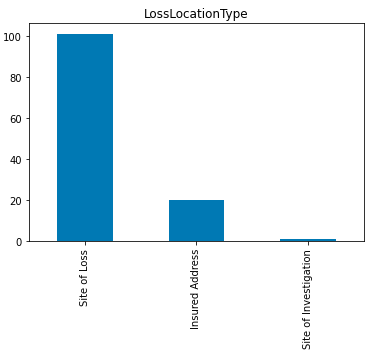 LossLocationType
100
80
60
40
20
0
Site of Loss
Insured Address
Site of Investigation